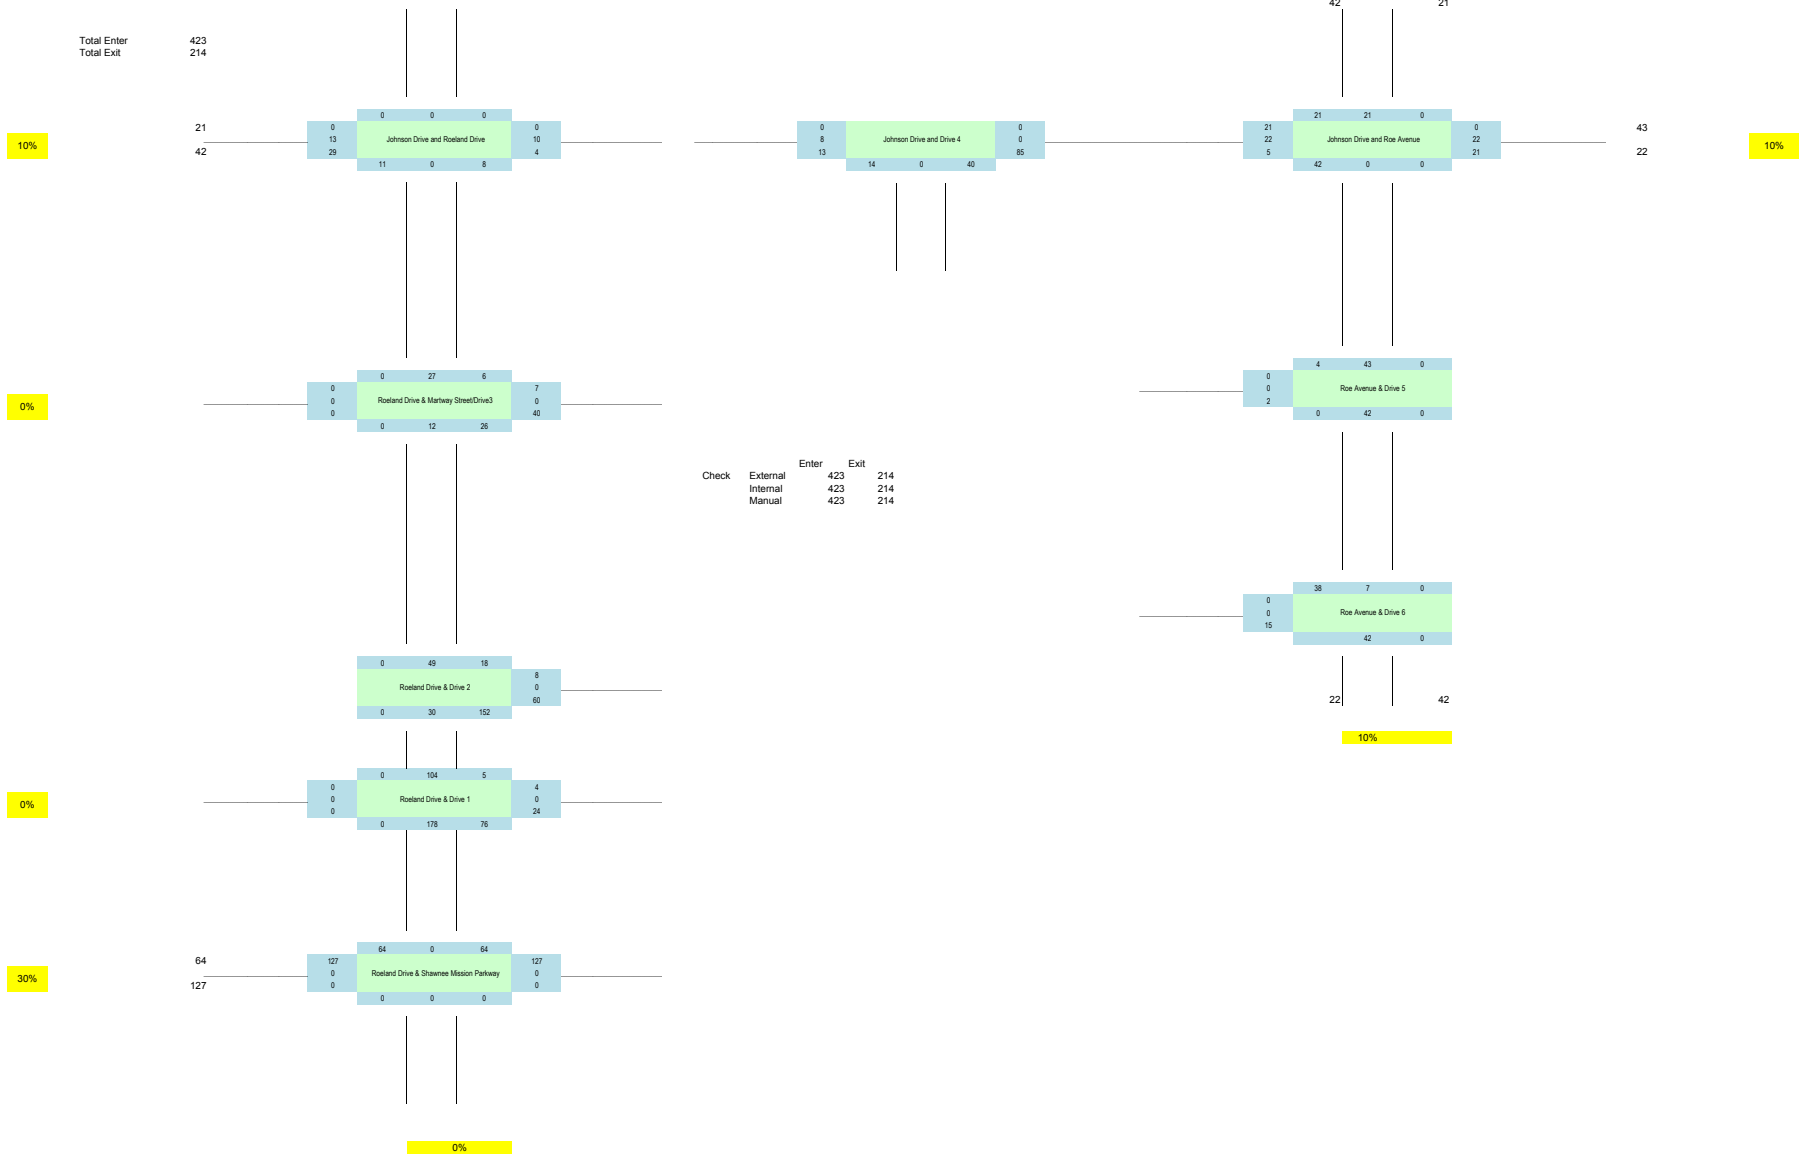 42 21
Total Enter 423
Total Exit 214
0 0 0
21 21 0
21 0 0 0 0 21 0 43
10% 13 Johnson Drive and Roeland Drive 10 8 Johnson Drive and Drive 4 0 22 Johnson Drive and Roe Avenue 22 10%
42 29 4 13 85 5 21 22
11 0 8 14 0 40 42 0 0
4 43 0
0
0 Roe Avenue & Drive 5
2
0 42 0
0 27 6
0 7
0% 0 Roeland Drive & Martway Street/Drive3 0
0 40
0 12 26
Enter Exit
Check External 423 214
Internal 423 214
Manual 423 214
38 7 0
0
0 Roe Avenue & Drive 6
15
42 0
0 49 18
8
Roeland Drive & Drive 2 0
60
0 30 152
22 42
10%
0 104 5
0 4
0% 0 Roeland Drive & Drive 1 0
0 24
0 178 76
64 0 64
64 127 127
30% 0 Roeland Drive & Shawnee Mission Parkway 0
127 0 0
0 0 0
0%